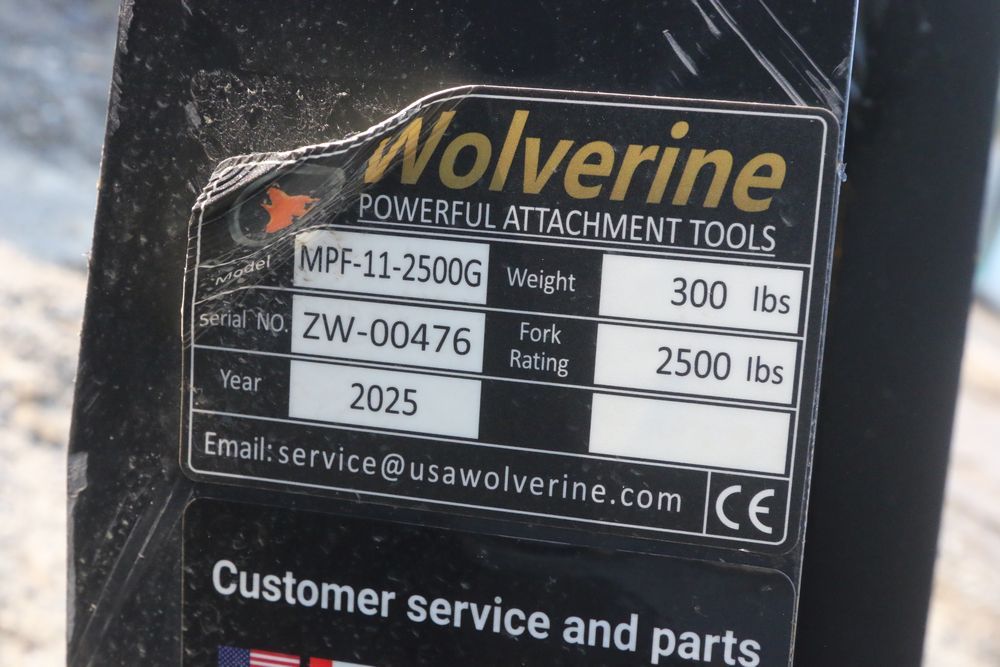 Wolverine
POWERFUL ATTACHMENT TOOLS
Model MPF-11-2500G Weight 300 lbs
serial NO. ZW-00476 Fork Rating 2500 lbs
Year 2025
Email: service@usawolverine.com CE
Customer service and parts